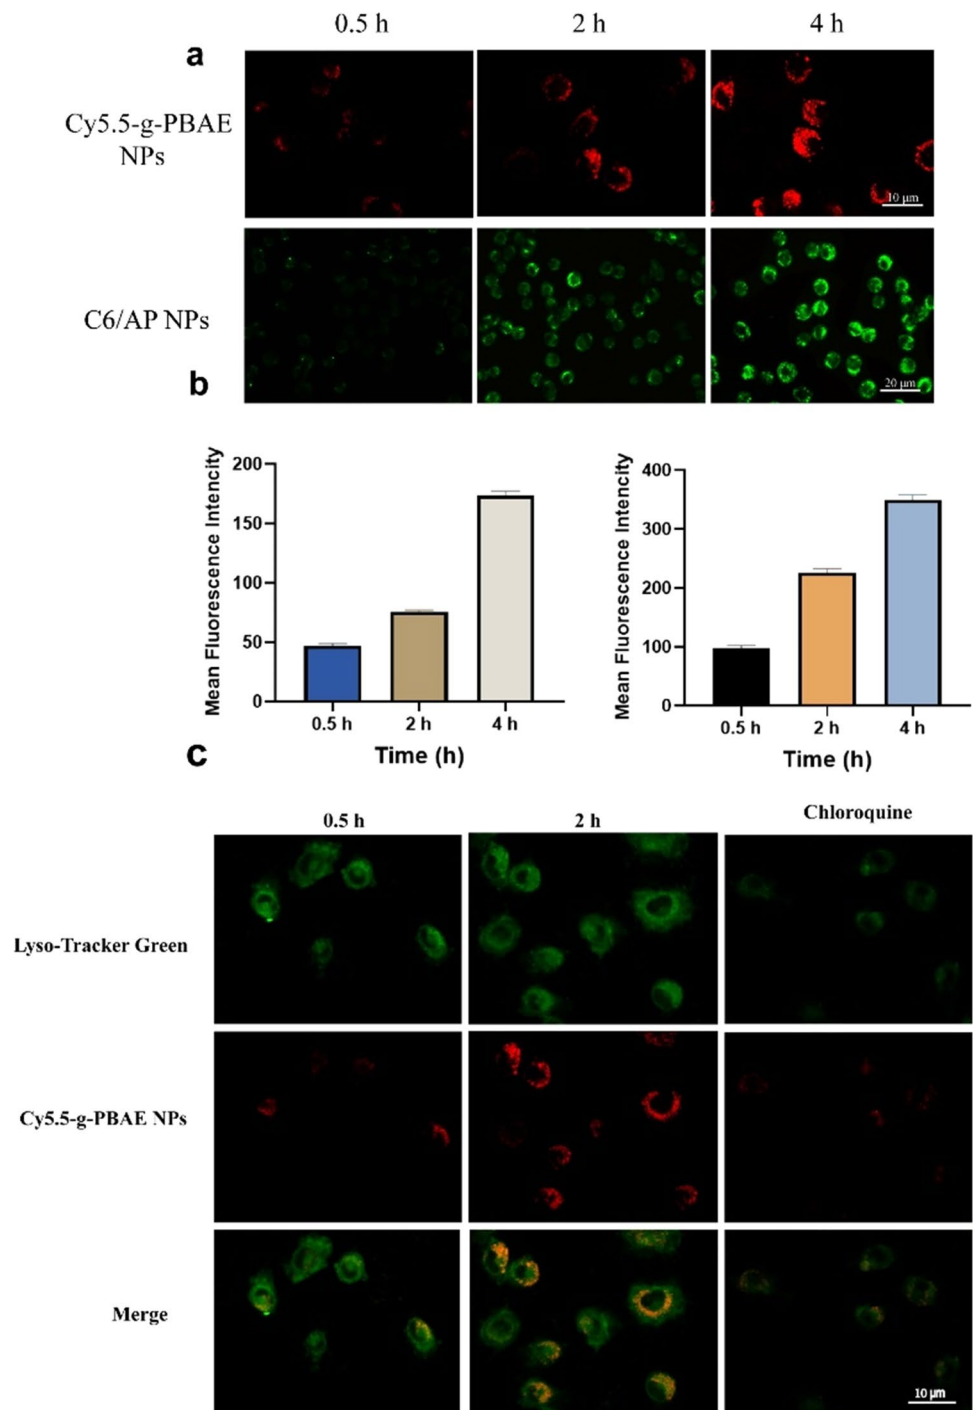 0.5 h 2 h 4 h
a
Cy5.5-g-PBAE
NPs
10 μm
C6/AP NPs
20 μm
b
Mean Fluorescence Intencity
200
150
100
50
0
0.5 h 2 h 4 h
Time (h)
Mean Fluorescence Intencity
400
300
200
100
0
0.5 h 2 h 4 h
Time (h)
c
0.5 h 2 h Chloroquine
Lyso-Tracker Green
Cy5.5-g-PBAE NPs
Merge
10 μm